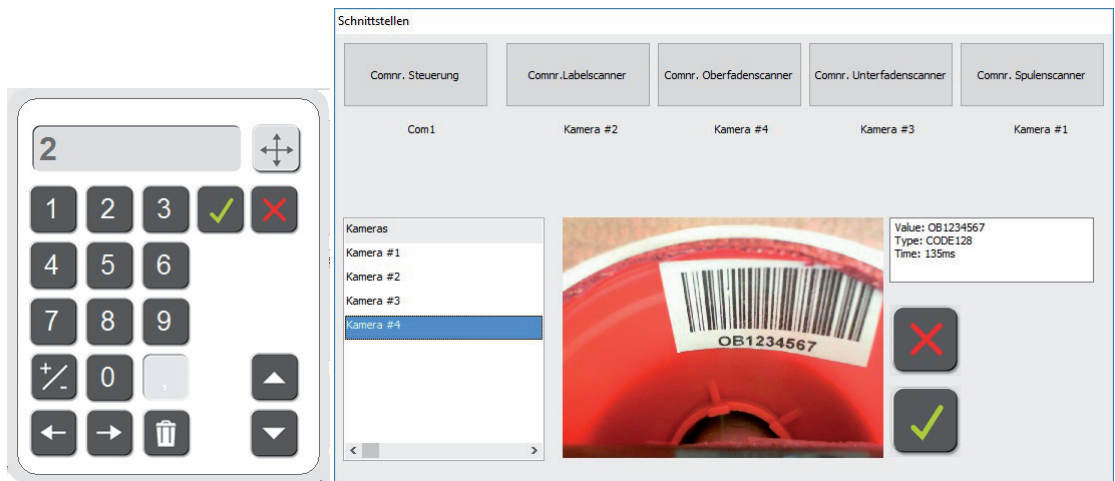 2
1 2 3
4 5 6
7 8 9
+/- 0 ,
Schnittstellen
Comnr. Steuerung Comnr.Labelscanner Comnr. Oberfadenscanner Comnr. Unterfadenscanner Comnr. Spulenscanner
Com1 Kamera #2 Kamera #4 Kamera #3 Kamera #1
Kameras
Kamera #1
Kamera #2
Kamera #3
Kamera #4
OB1234567
Value: OB1234567
Type: CODE128
Time: 135ms